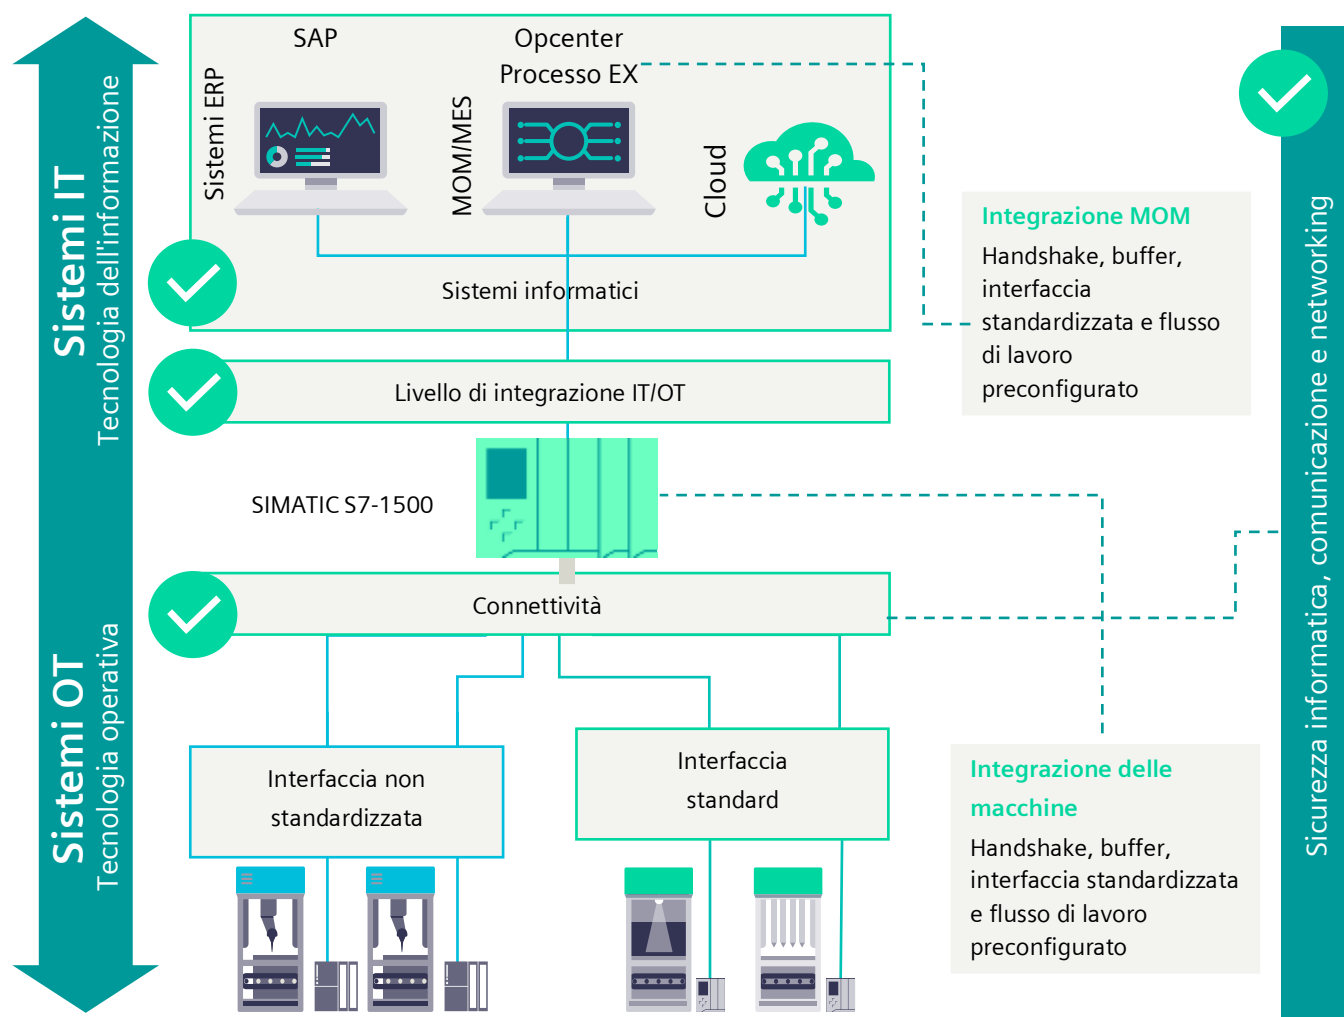 Sistemi IT
Tecnologia dell'informazione
Sistemi OT
Tecnologia operativa
SAP
Sistemi ERP
Opcenter
Processo EX
MOM/MES
Cloud
Sistemi informatici
Livello di integrazione IT/OT
SIMATIC S7-1500
Connettività
Interfaccia non
standardizzata
Interfaccia
standard
Integrazione MOM
Handshake, buffer,
interfaccia
standardizzata e flusso
di lavoro
preconfigurato
Integrazione delle
macchine
Handshake, buffer,
interfaccia standardizzata
e flusso di lavoro
preconfigurato
Sicurezza informatica, comunicazione e networking